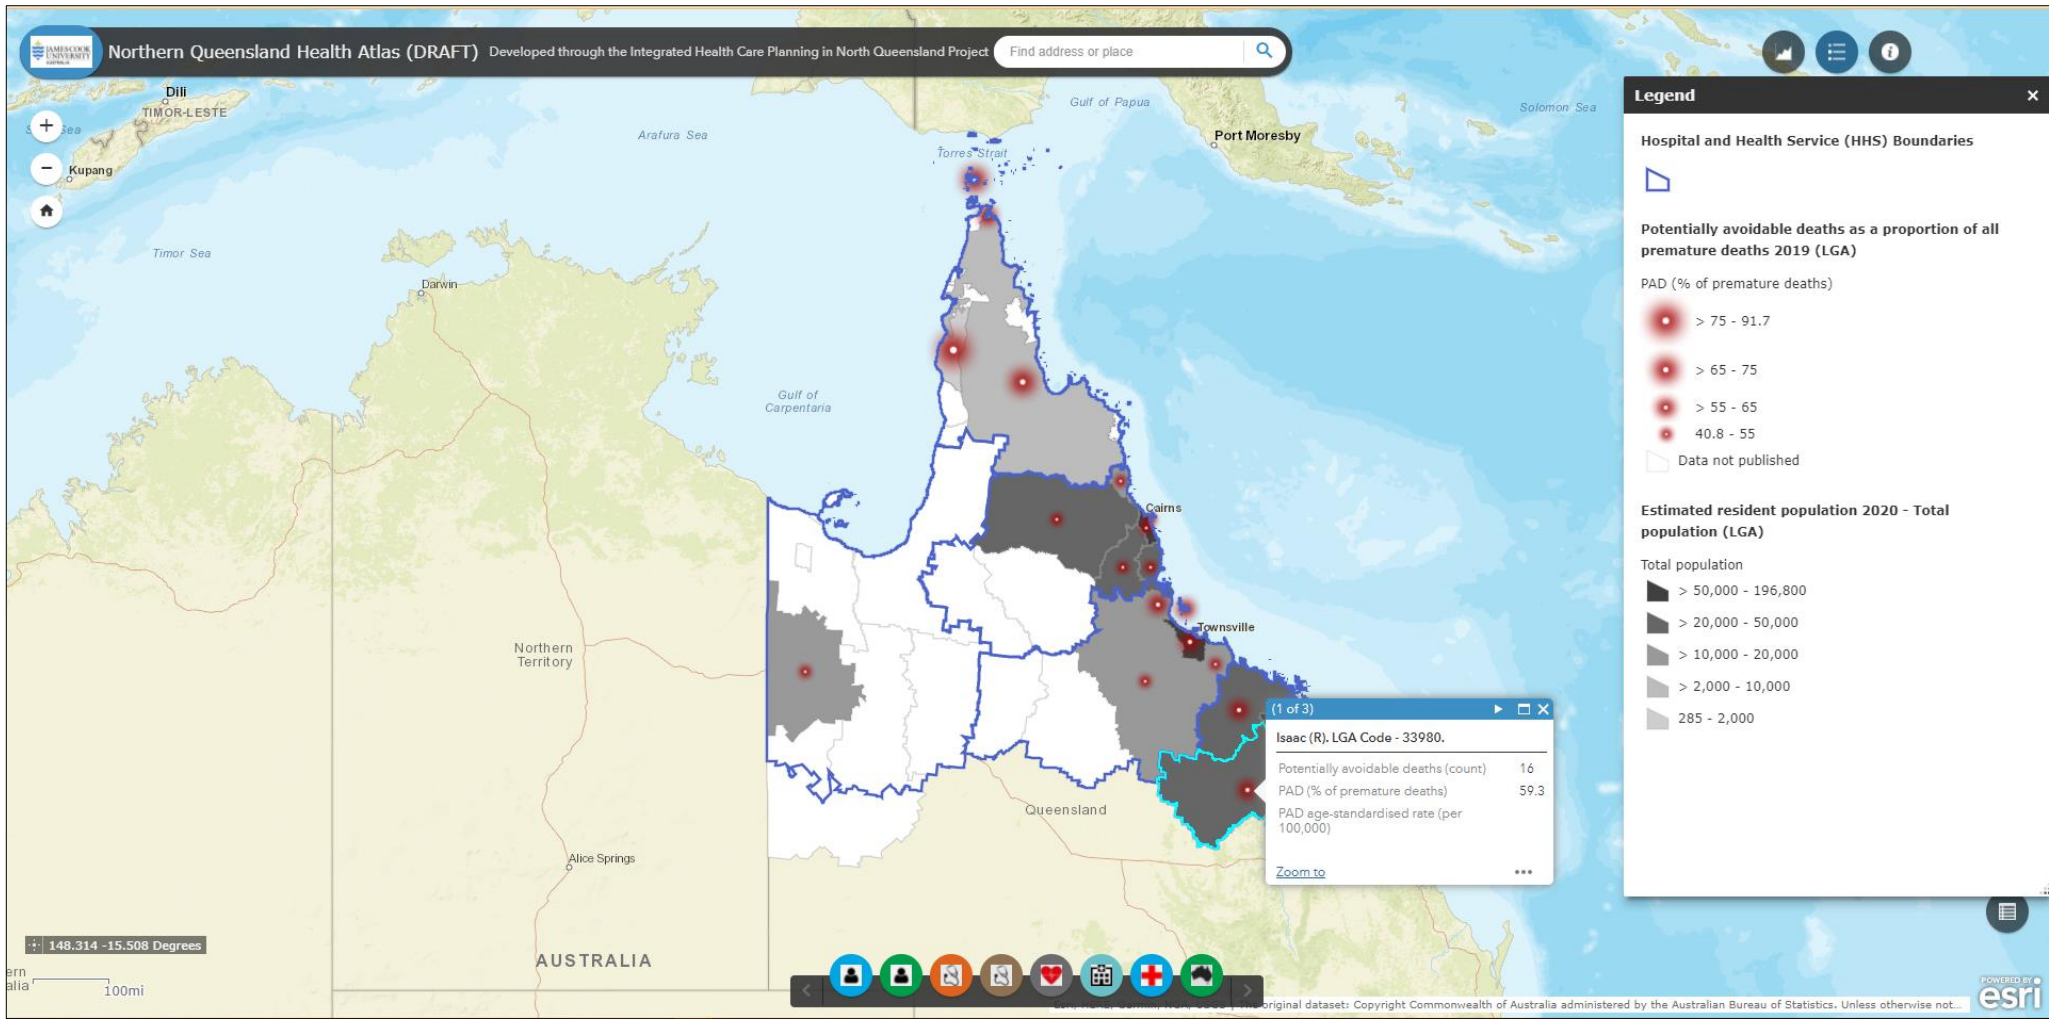 JAMES COOK
UNIVERSITY
AUSTRALIA
Northern Queensland Health Atlas (DRAFT) Developed through the Integrated Health Care Planning in North Queensland Project
Find address or place
Dili
TIMOR-LESTE
Sea
Kupang
Timor Sea
Arafura Sea
Torres Strait
Gulf of Papua
Port Moresby
Solomon Sea
Darwin
Gulf of
Carpentaria
Cairns
Townsville
Northern
Territory
Queensland
Alice Springs
AUSTRALIA
Legend
Hospital and Health Service (HHS) Boundaries
Potentially avoidable deaths as a proportion of all
premature deaths 2019 (LGA)
PAD (% of premature deaths)
> 75 - 91.7
> 65 - 75
> 55 - 65
40.8 - 55
Data not published
Estimated resident population 2020 - Total
population (LGA)
Total population
> 50,000 - 196,800
> 20,000 - 50,000
> 10,000 - 20,000
> 2,000 - 10,000
285 - 2,000
(1 of 3)
Isaac (R). LGA Code - 33980.
Potentially avoidable deaths (count) 16
PAD (% of premature deaths) 59.3
PAD age-standardised rate (per
100,000)
Zoom to
148.314 -15.508 Degrees
ern
alia
100mi
original dataset: Copyright Commonwealth of Australia administered by the Australian Bureau of Statistics. Unless otherwise not...
POWERED BY
esri